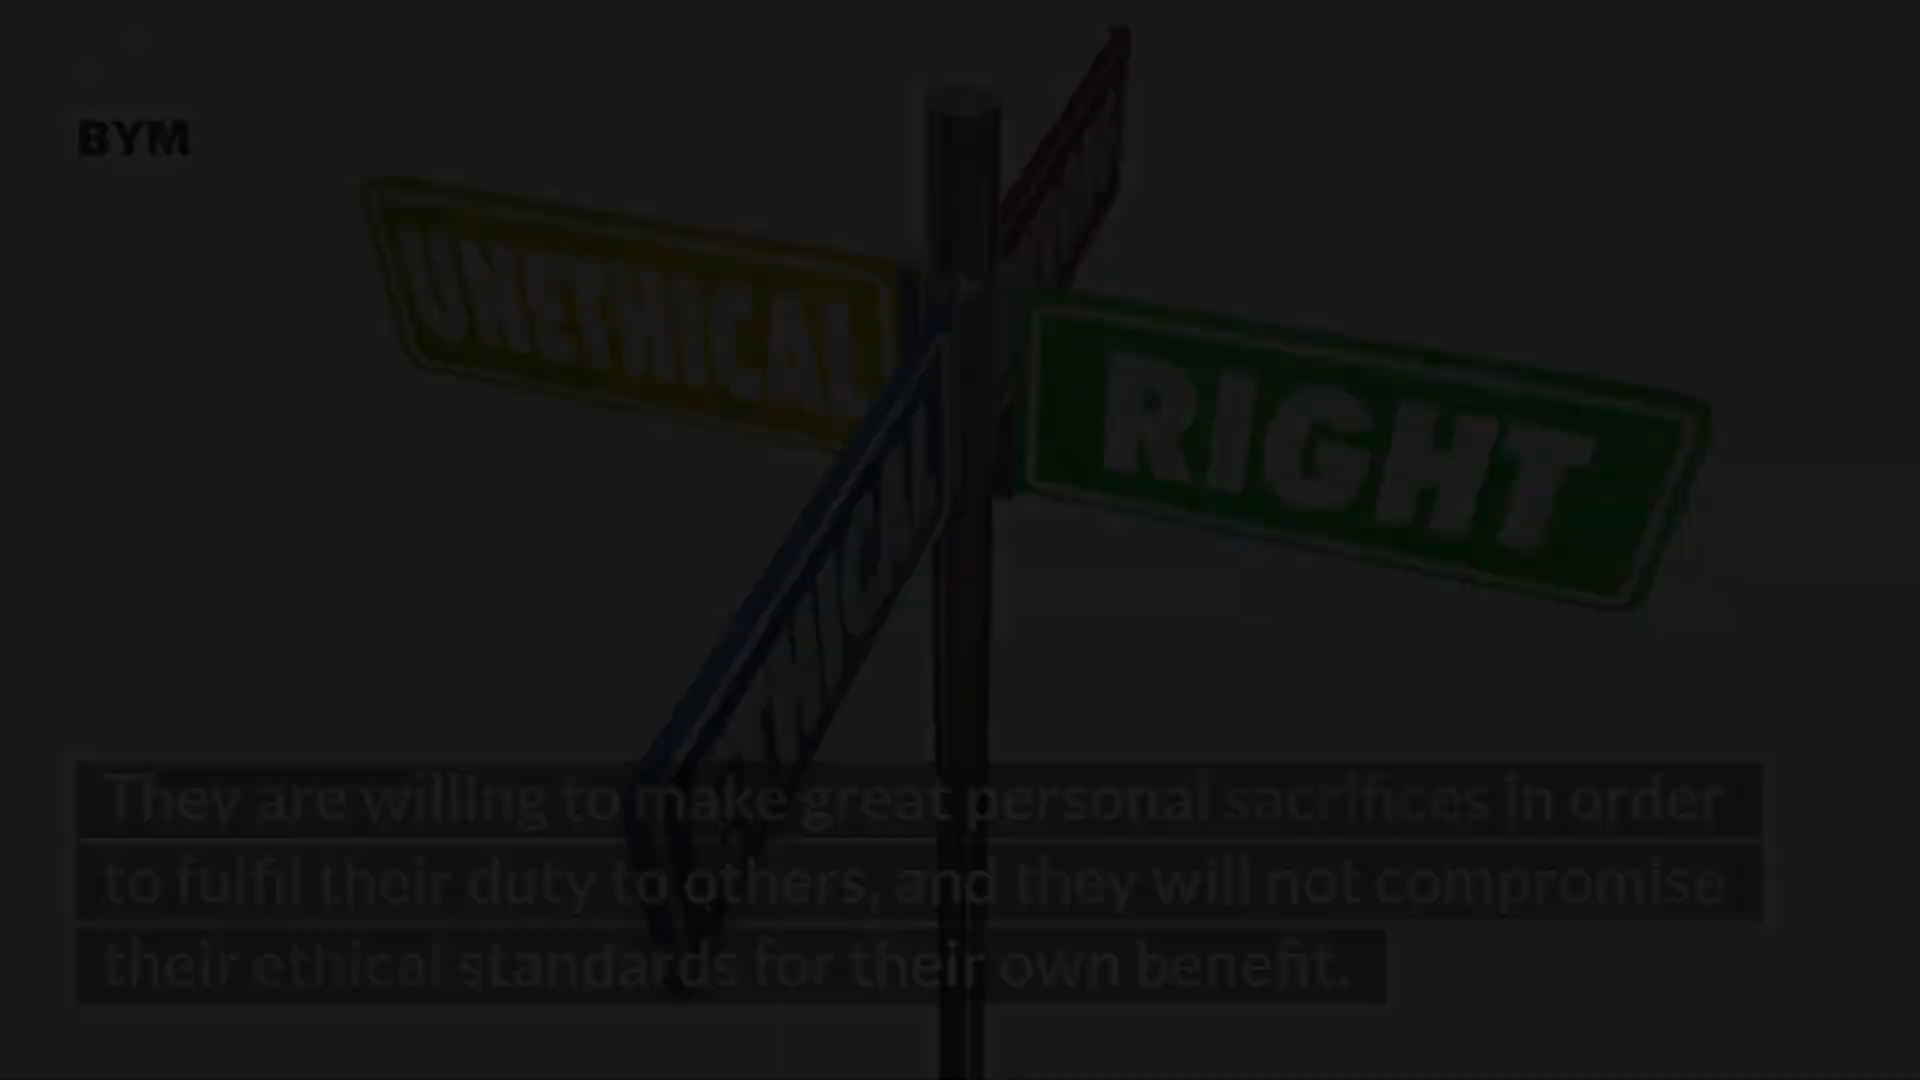 BYM
UNETHICAL
RIGHT
They are willing to make great personal sacrifices in order
to fulfil their duty to others, and they will not compromise
their ethical standards for their own benefit.